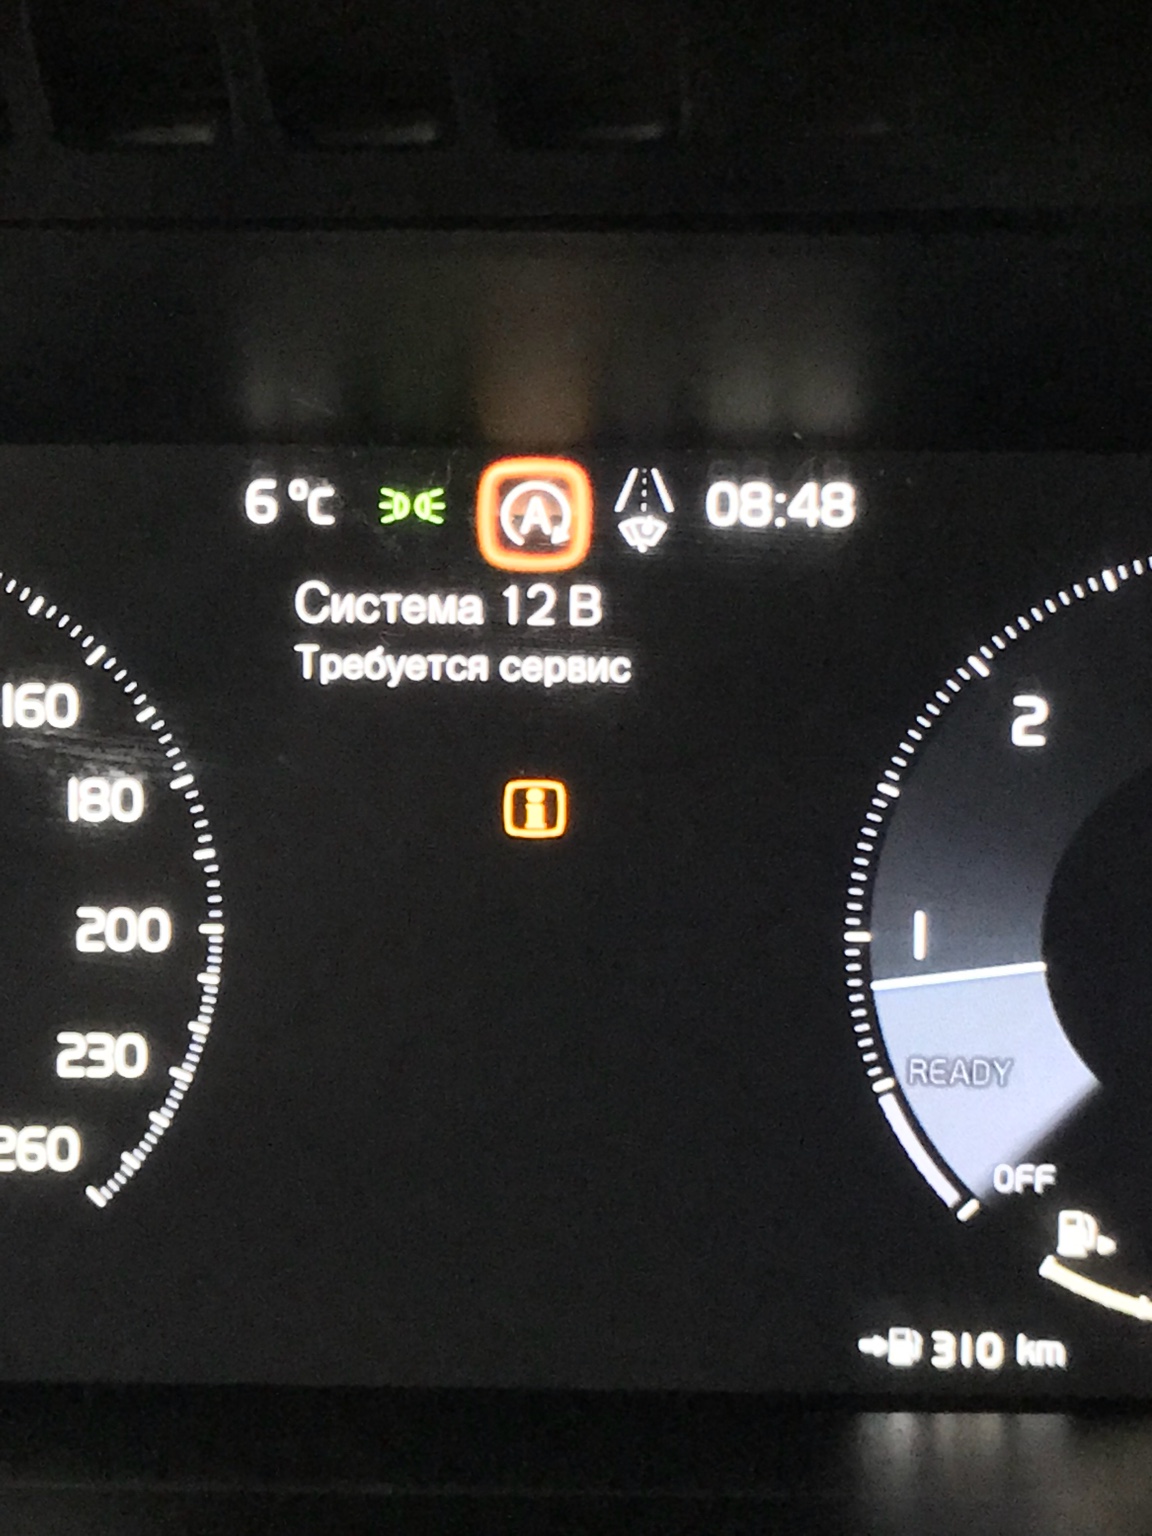 6 °C A 08:48
Система 12 В
Требуется сервис
160
180
200
230
260
2
1
READY
OFF
310 km